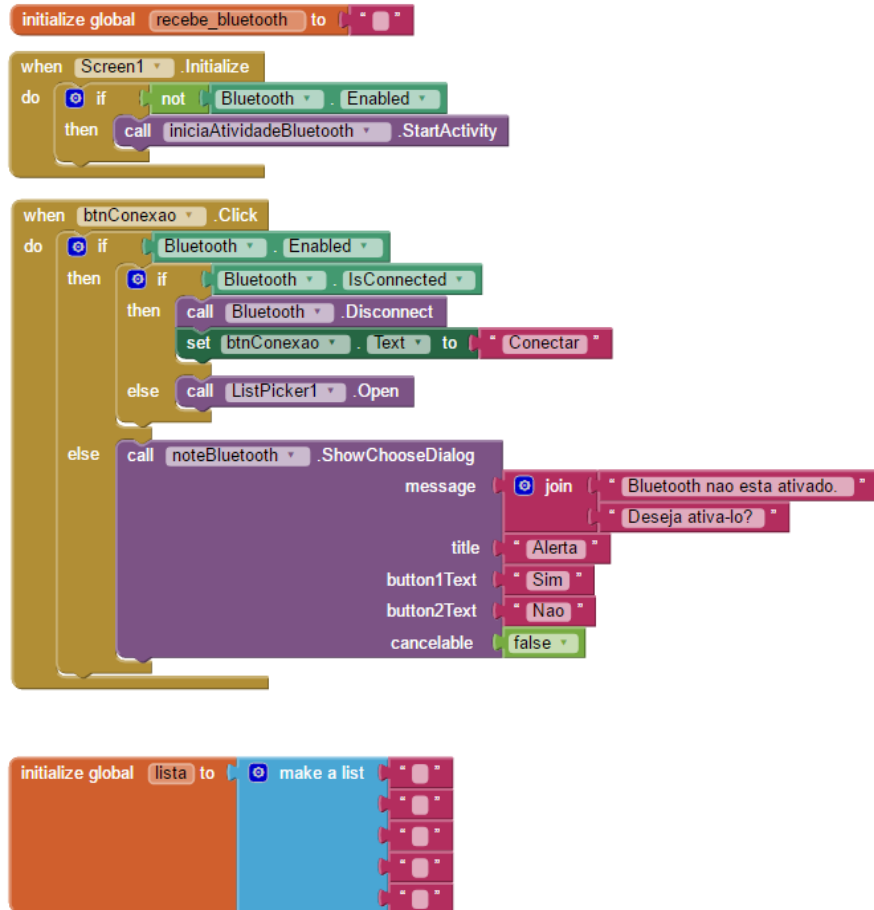 initialize global recebe_bluetooth to " "
when Screen1 .Initialize
do if not Bluetooth . Enabled
then call iniciaAtividadeBluetooth .StartActivity
when btnConexao .Click
do if Bluetooth . Enabled
then if Bluetooth . IsConnected
then call Bluetooth .Disconnect
set btnConexao . Text to " Conectar "
else call ListPicker1 .Open
else call noteBluetooth .ShowChooseDialog
message join " Bluetooth nao esta ativado. "
" Deseja ativa-lo? "
title " Alerta "
button1Text " Sim "
button2Text " Nao "
cancelable false
initialize global lista to make a list " "
" "
" "
" "
" "